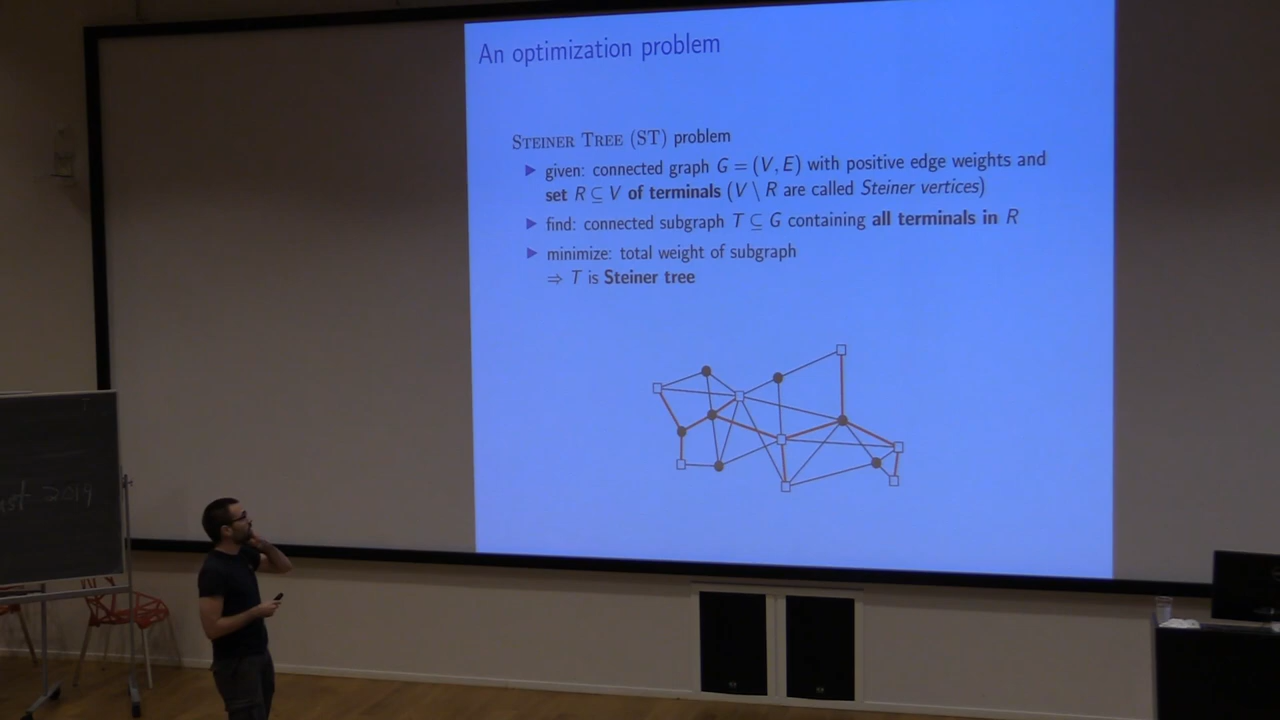 An optimization problem
STEINER TREE (ST) problem
▶ given: connected graph G = (V, E) with positive edge weights and
set R ⊆ V of terminals (V \ R are called Steiner vertices)
▶ find: connected subgraph T ⊆ G containing all terminals in R
▶ minimize: total weight of subgraph
⇒ T is Steiner tree
2019